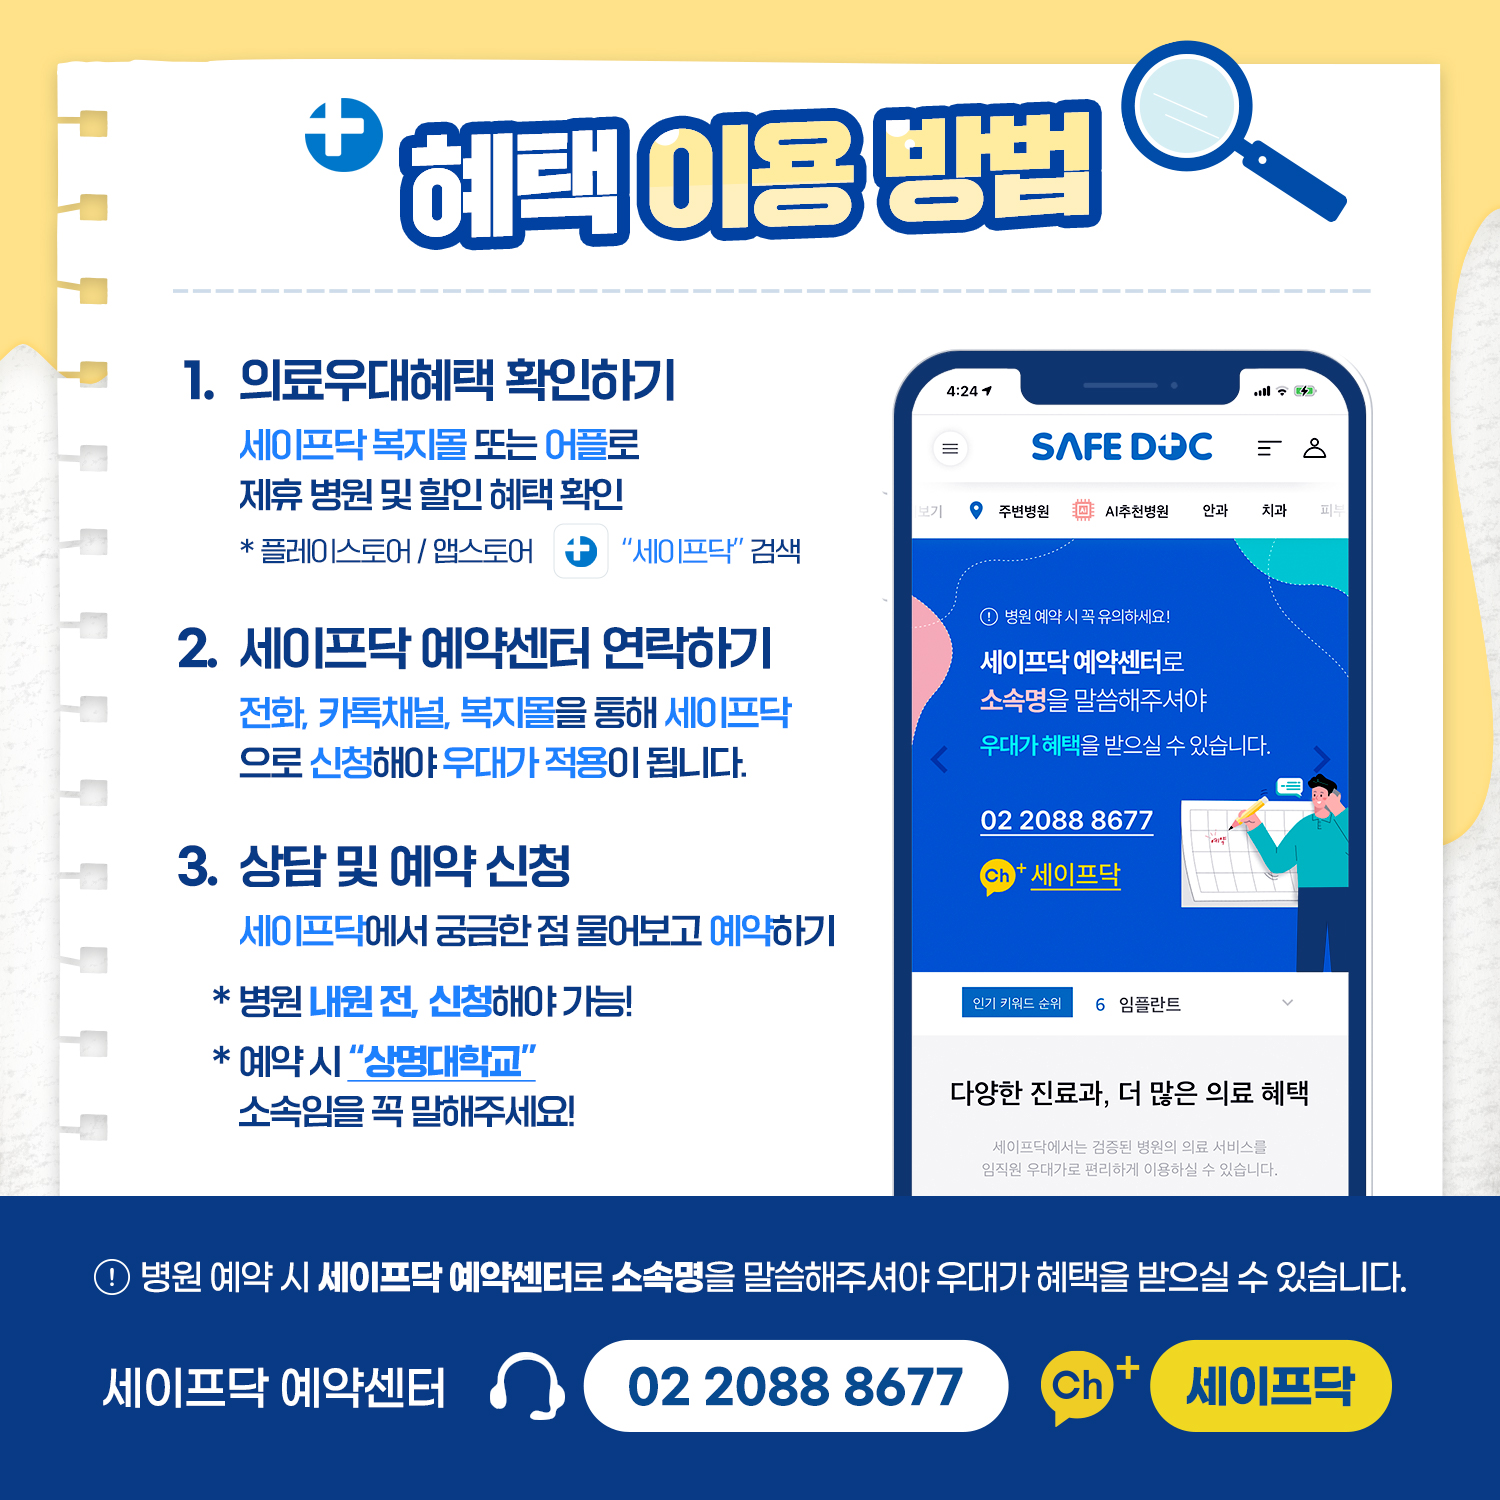 혜택 이용 방법
1. 의료우대혜택 확인하기
세이프닥 복지몰 또는 어플로
제휴 병원 및 할인 혜택 확인
* 플레이스토어 / 앱스토어 “세이프닥” 검색
2. 세이프닥 예약센터 연락하기
전화, 카톡채널, 복지몰을 통해 세이프닥
으로 신청해야 우대가 적용이 됩니다.
3. 상담 및 예약 신청
세이프닥에서 궁금한 점 물어보고 예약하기
* 병원 내원 전, 신청해야 가능!
* 예약 시 “상명대학교”
소속임을 꼭 말해주세요!
4:24
SAFE DOC
보기 주변병원 AI AI추천병원 안과 치과 피부
! 병원 예약 시 꼭 유의하세요!
세이프닥 예약센터로
소속명을 말씀해주셔야
우대가 혜택을 받으실 수 있습니다.
02 2088 8677
Ch+ 세이프닥
예약
인기 키워드 순위 6 임플란트
다양한 진료과, 더 많은 의료 혜택
세이프닥에서는 검증된 병원의 의료 서비스를
임직원 우대가로 편리하게 이용하실 수 있습니다.
! 병원 예약 시 세이프닥 예약센터로 소속명을 말씀해주셔야 우대가 혜택을 받으실 수 있습니다.
세이프닥 예약센터 02 2088 8677 Ch+ 세이프닥